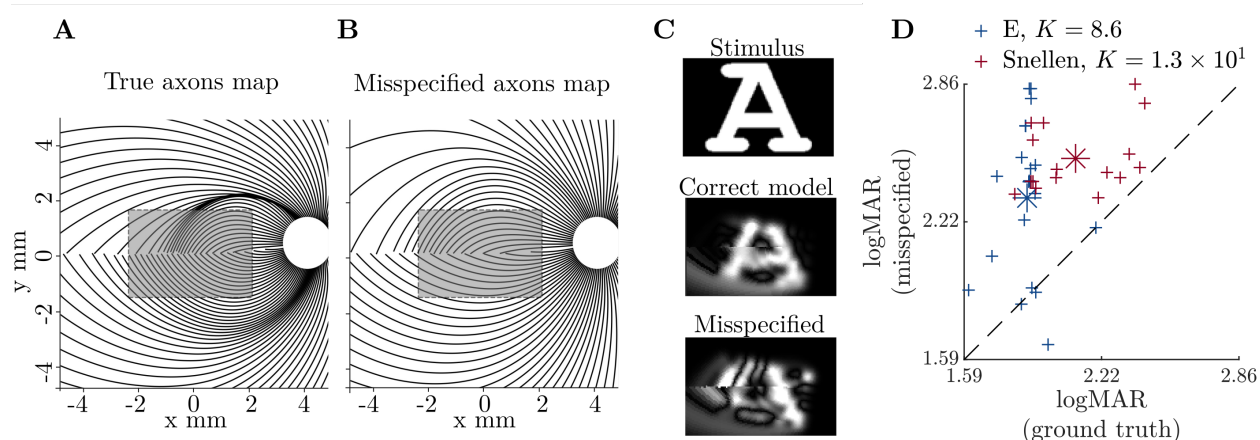 A
True axons map
y mm
4
2
0
-2
-4
-4
-2
0
2
4
x mm
B
Misspecified axons map
-4
-2
0
2
4
x mm
C
Stimulus
A
Correct model
Misspecified
D
E, K = 8.6
Snellen, K = 1.3 × 10¹
logMAR
(misspecified)
2.86
2.22
1.59
1.59
2.22
2.86
logMAR
(ground truth)